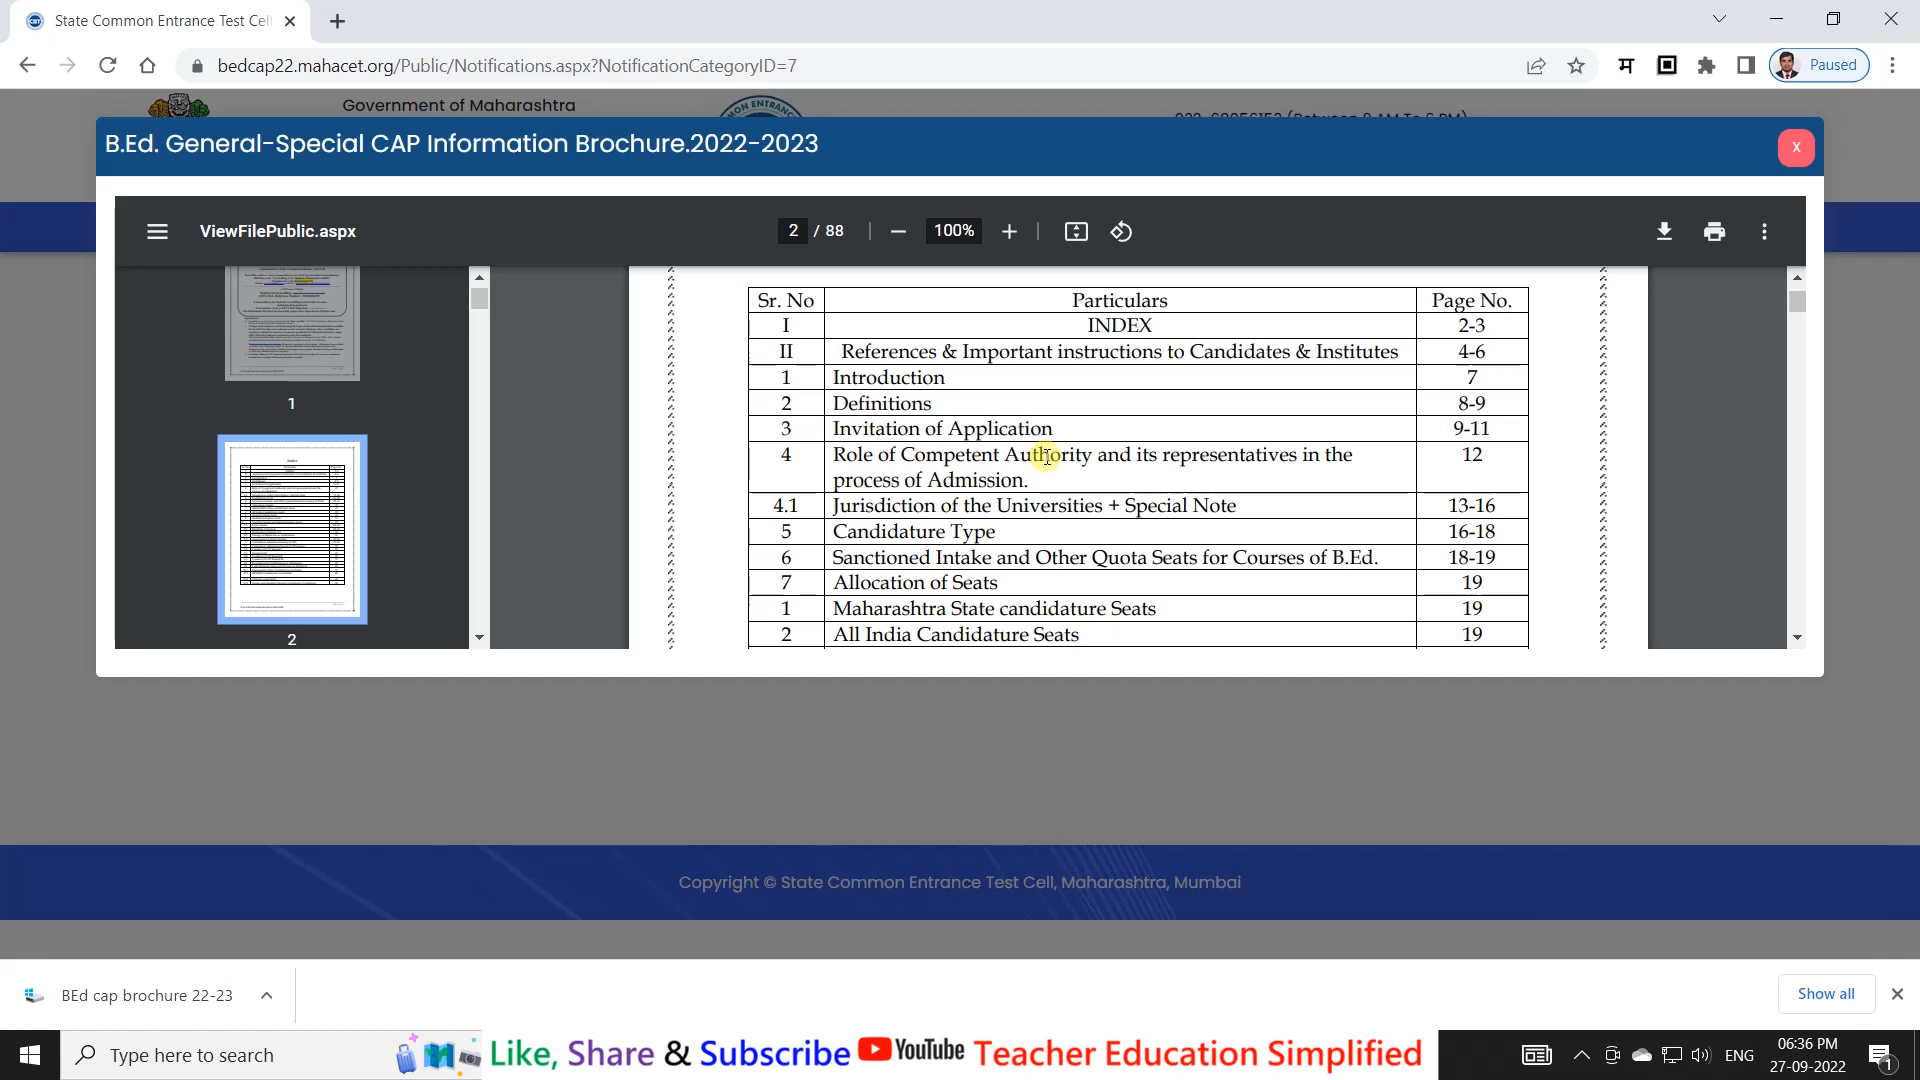 State Common Entrance Test Cel
bedcap22.mahacet.org/Public/Notifications.aspx?NotificationCategoryID=7
Paused
Government of Maharashtra
B.Ed. General-Special CAP Information Brochure.2022-2023
X
ViewFilePublic.aspx
2 / 88
100%
1
2
Sr. No Particulars Page No.
I INDEX 2-3
II References & Important instructions to Candidates & Institutes 4-6
1 Introduction 7
2 Definitions 8-9
3 Invitation of Application 9-11
4 Role of Competent Authority and its representatives in the 12
process of Admission.
4.1 Jurisdiction of the Universities + Special Note 13-16
5 Candidature Type 16-18
6 Sanctioned Intake and Other Quota Seats for Courses of B.Ed. 18-19
7 Allocation of Seats 19
1 Maharashtra State candidature Seats 19
2 All India Candidature Seats 19
Copyright © State Common Entrance Test Cell, Maharashtra, Mumbai
BEd cap brochure 22-23
Show all
Type here to search
Like, Share & Subscribe YouTube Teacher Education Simplified
ENG
06:36 PM
27-09-2022
1